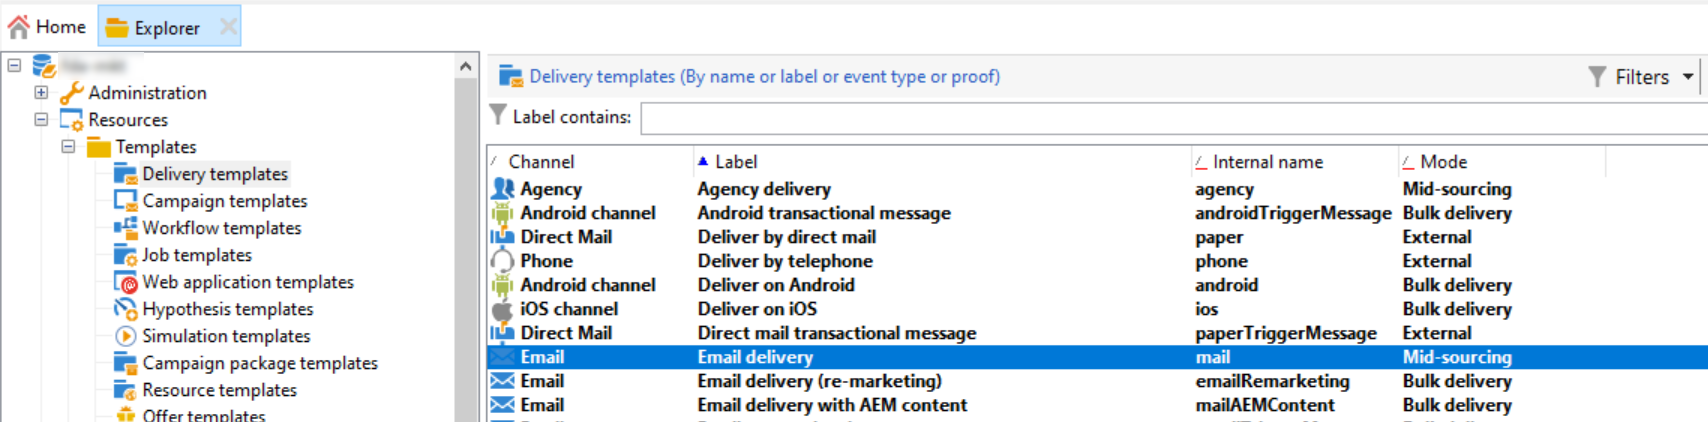 Home
Explorer
Administration
Resources
Templates
Delivery templates
Campaign templates
Workflow templates
Job templates
Web application templates
Hypothesis templates
Simulation templates
Campaign package templates
Resource templates
Offer templates
Delivery templates (By name or label or event type or proof)
Filters
Label contains:
Channel Label Internal name Mode
Agency Agency delivery agency Mid-sourcing
Android channel Android transactional message androidTriggerMessage Bulk delivery
Direct Mail Deliver by direct mail paper External
Phone Deliver by telephone phone External
Android channel Deliver on Android android Bulk delivery
iOS channel Deliver on iOS ios Bulk delivery
Direct Mail Direct mail transactional message paperTriggerMessage External
Email Email delivery mail Mid-sourcing
Email Email delivery (re-marketing) emailRemarketing Bulk delivery
Email Email delivery with AEM content mailAEMContent Bulk delivery